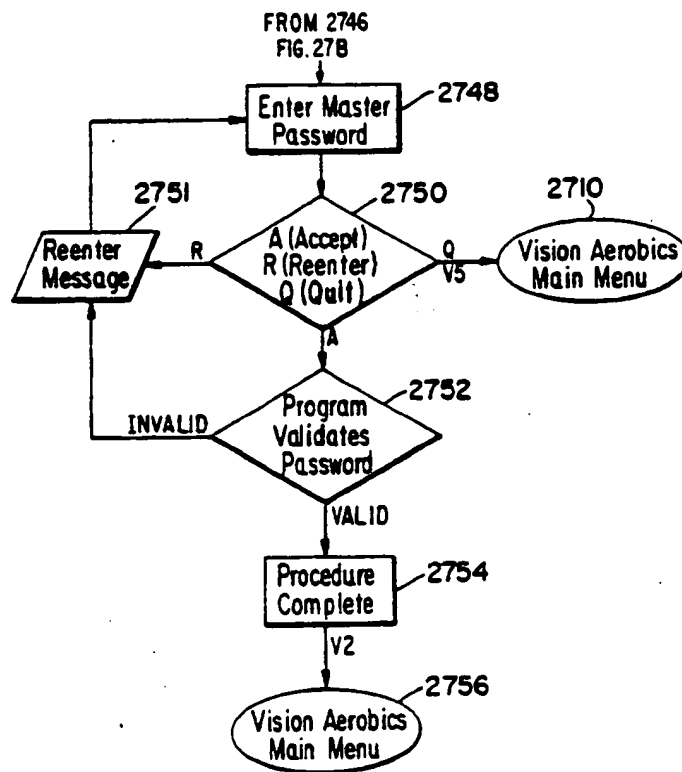 FROM 2746
FIG. 27B
Enter Master
Password
2748
2751
Reenter
Message
R
2750
A (Accept)
R (Reenter)
Q (Quit)
Q
V5
2710
Vision Aerobics
Main Menu
A
INVALID
2752
Program
Validates
Password
VALID
Procedure
Complete
2754
V2
2756
Vision Aerobics
Main Menu